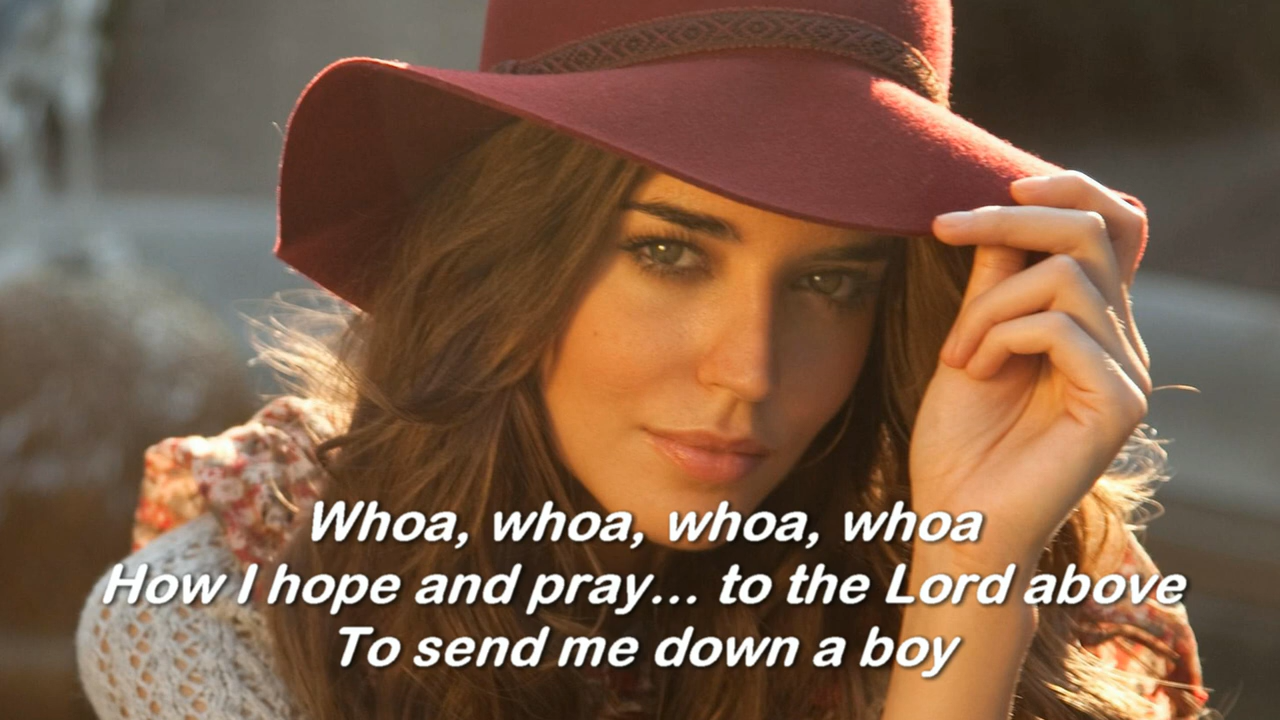 Whoa, whoa, whoa, whoa
How I hope and pray... to the Lord above
To send me down a boy